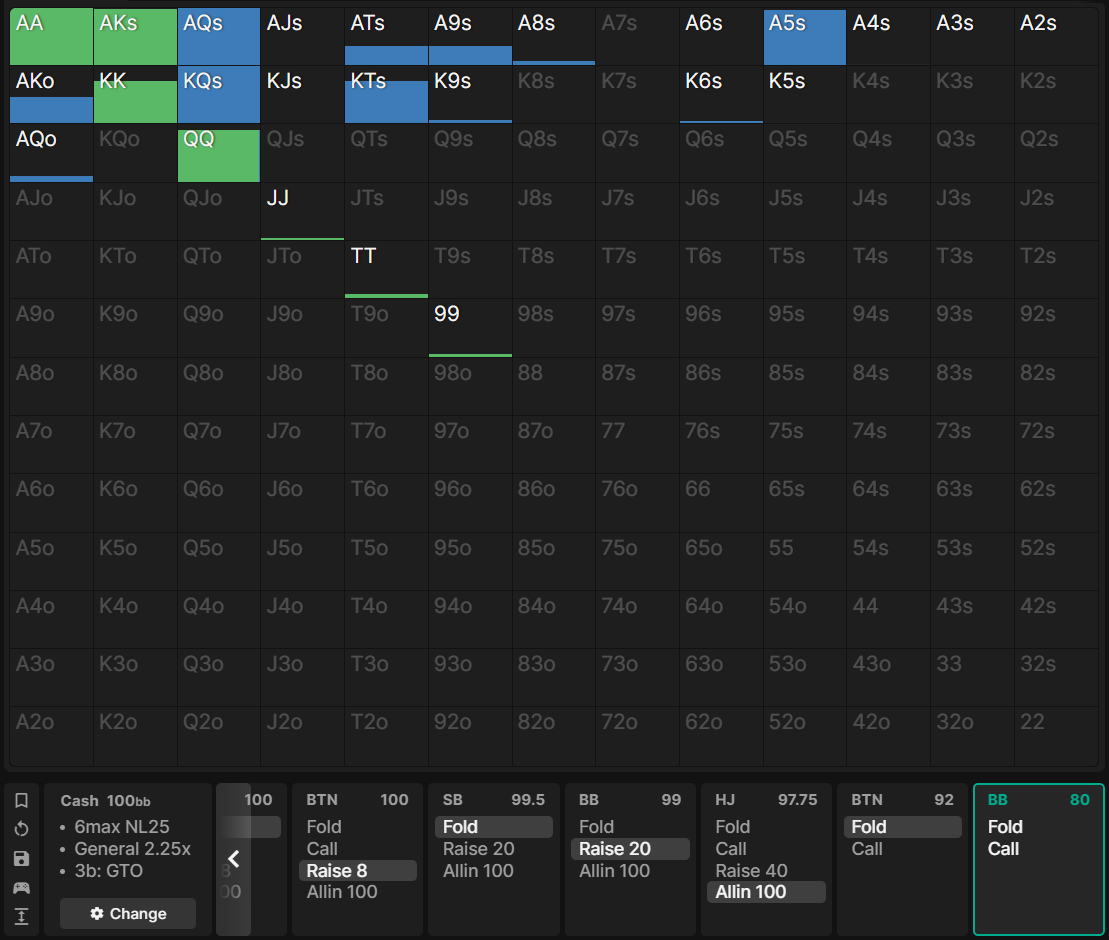 AA AKs AQs AJs ATs A9s A8s A7s A6s A5s A4s A3s A2s
AKo KK KQs KJs KTs K9s K8s K7s K6s K5s K4s K3s K2s
AQo KQo QQ QJs QTs Q9s Q8s Q7s Q6s Q5s Q4s Q3s Q2s
AJo KJo QJo JJ JTs J9s J8s J7s J6s J5s J4s J3s J2s
ATo KTo QTo JTo TT T9s T8s T7s T6s T5s T4s T3s T2s
A9o K9o Q9o J9o T9o 99 98s 97s 96s 95s 94s 93s 92s
A8o K8o Q8o J8o T8o 98o 88 87s 86s 85s 84s 83s 82s
A7o K7o Q7o J7o T7o 97o 87o 77 76s 75s 74s 73s 72s
A6o K6o Q6o J6o T6o 96o 86o 76o 66 65s 64s 63s 62s
A5o K5o Q5o J5o T5o 95o 85o 75o 65o 55 54s 53s 52s
A4o K4o Q4o J4o T4o 94o 84o 74o 64o 54o 44 43s 42s
A3o K3o Q3o J3o T3o 93o 83o 73o 63o 53o 43o 33 32s
A2o K2o Q2o J2o T2o 92o 82o 72o 62o 52o 42o 32o 22
Cash 100bb
• 6max NL25
• General 2.25x
• 3b: GTO
Change
100
8
00
BTN 100
Fold
Call
Raise 8
Allin 100
SB 99.5
Fold
Raise 20
Allin 100
BB 99
Fold
Raise 20
Allin 100
HJ 97.75
Fold
Call
Raise 40
Allin 100
BTN 92
Fold
Call
BB 80
Fold
Call